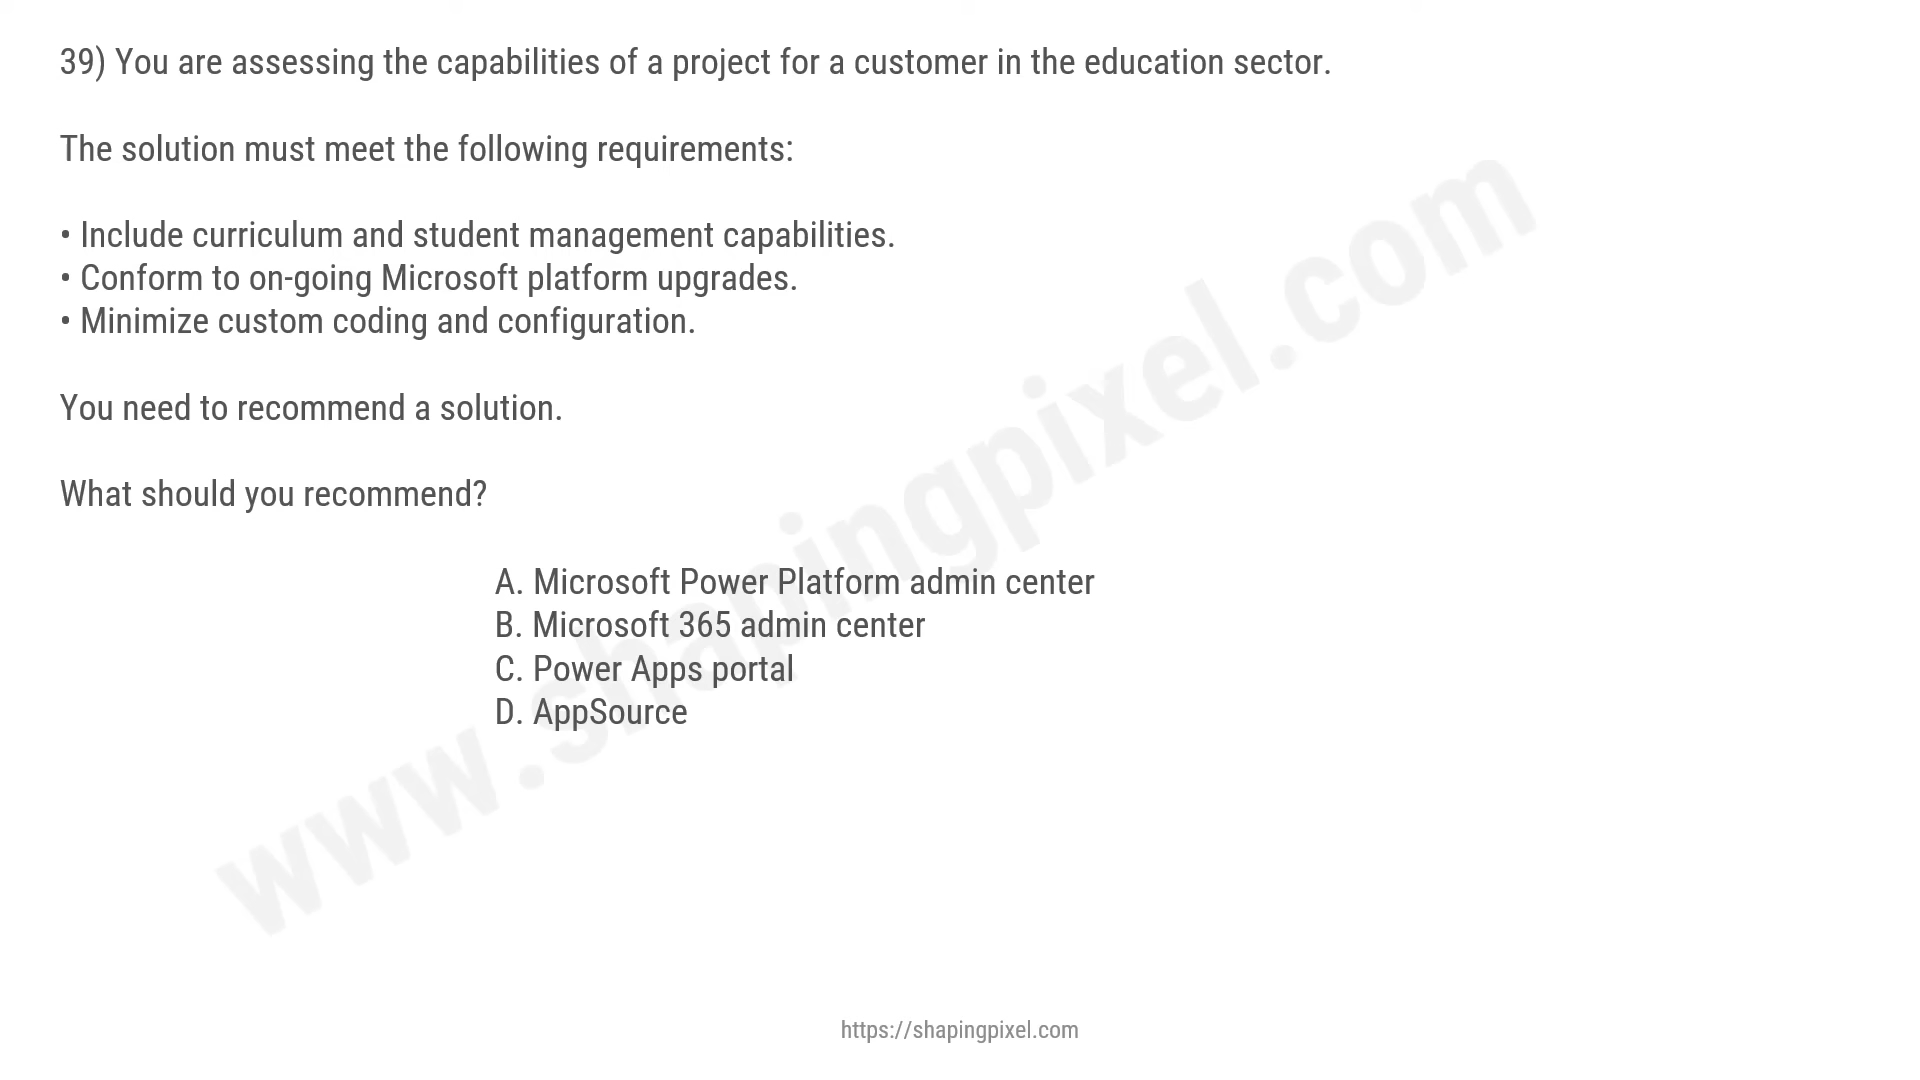 39) You are assessing the capabilities of a project for a customer in the education sector.
The solution must meet the following requirements:
• Include curriculum and student management capabilities.
• Conform to on-going Microsoft platform upgrades.
• Minimize custom coding and configuration.
You need to recommend a solution.
What should you recommend?
A. Microsoft Power Platform admin center
B. Microsoft 365 admin center
C. Power Apps portal
D. AppSource
www.shapingpixel.com
https://shapingpixel.com